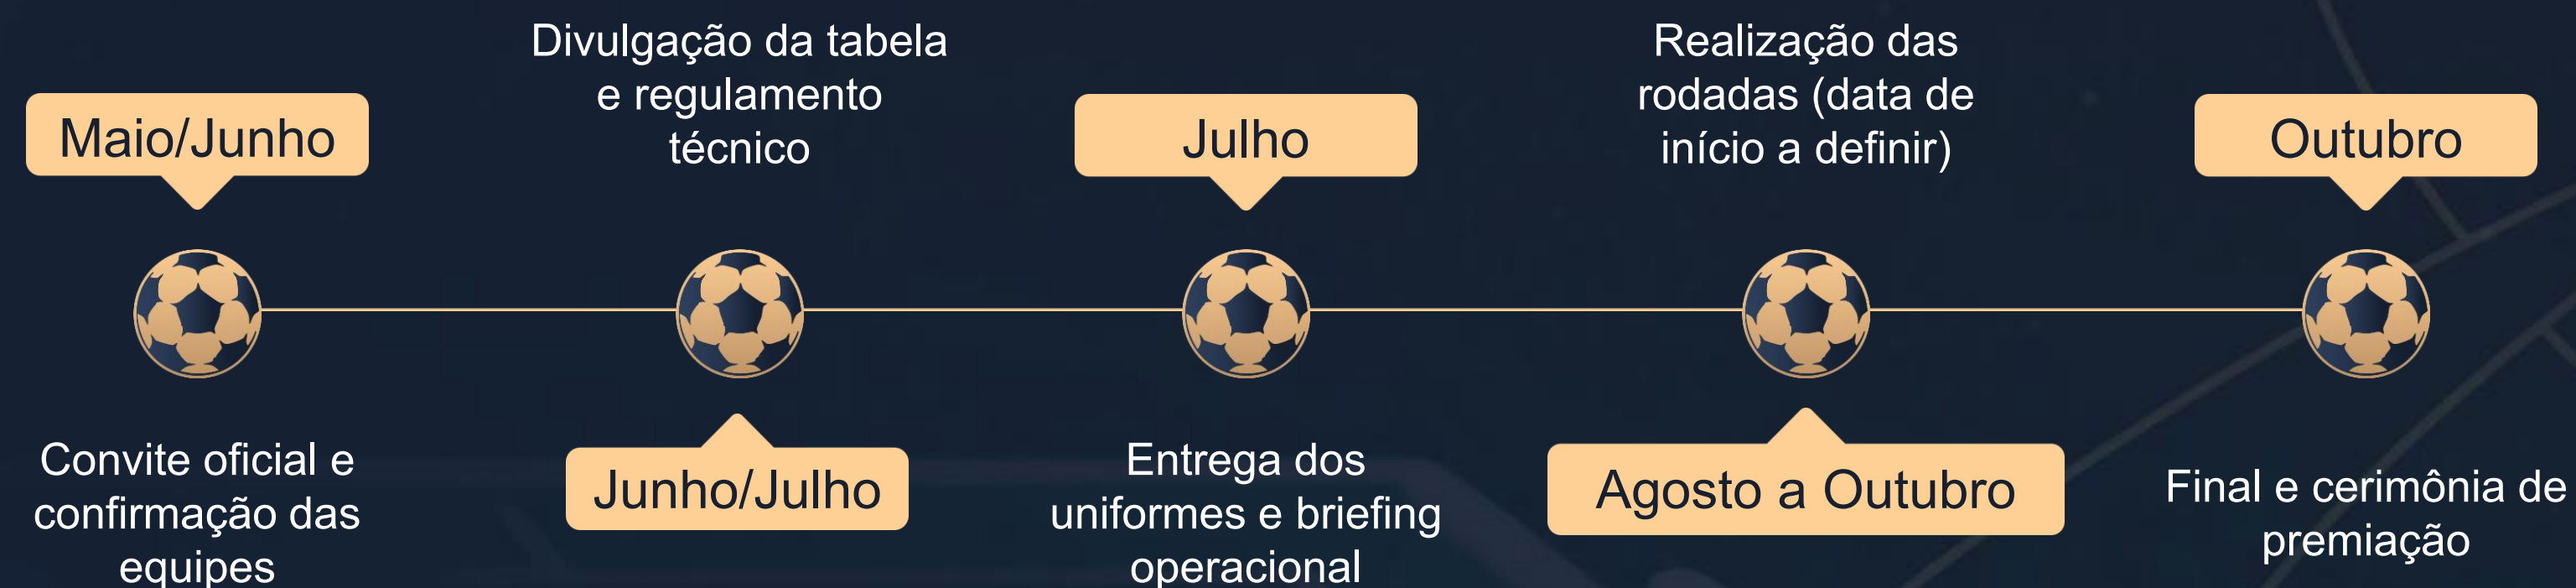 Maio/Junho
Convite oficial e
confirmação das
equipes
Divulgação da tabela
e regulamento
técnico
Junho/Julho
Julho
Entrega dos
uniformes e briefing
operacional
Realização das
rodadas (data de
início a definir)
Agosto a Outubro
Outubro
Final e cerimônia de
premiação